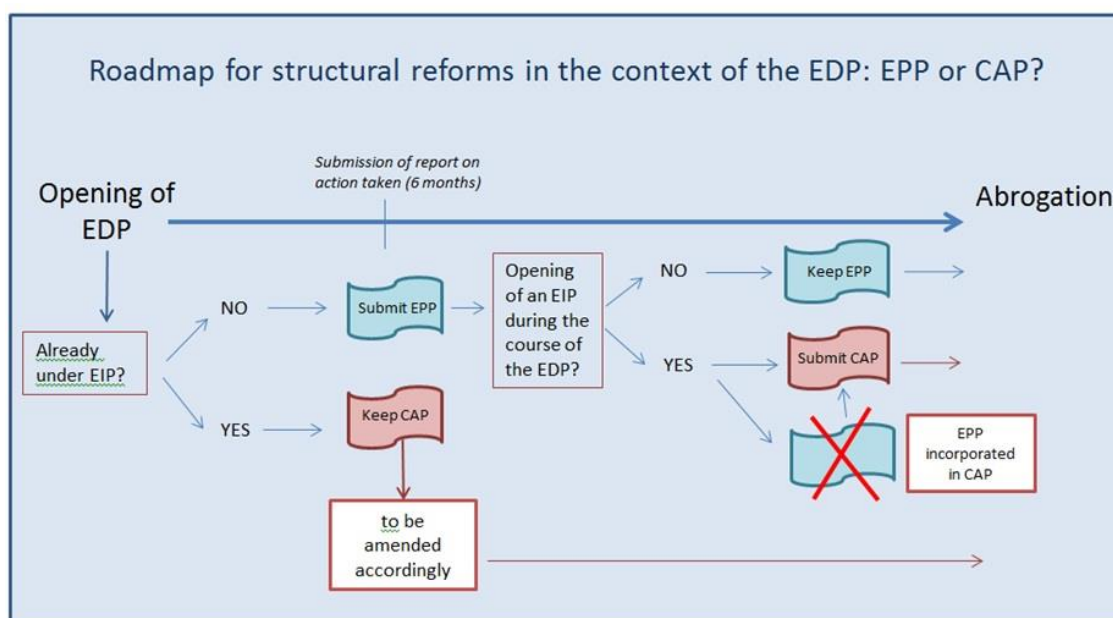 Roadmap for structural reforms in the context of the EDP: EPP or CAP?
Submission of report on
action taken (6 months)
Opening of
EDP
Abrogation
Already
under EIP?
NO
Submit EPP
Opening
of an EIP
during the
course of
the EDP?
NO
Keep EPP
YES
Submit CAP
YES
Keep CAP
EPP
incorporated
in CAP
to be
amended
accordingly